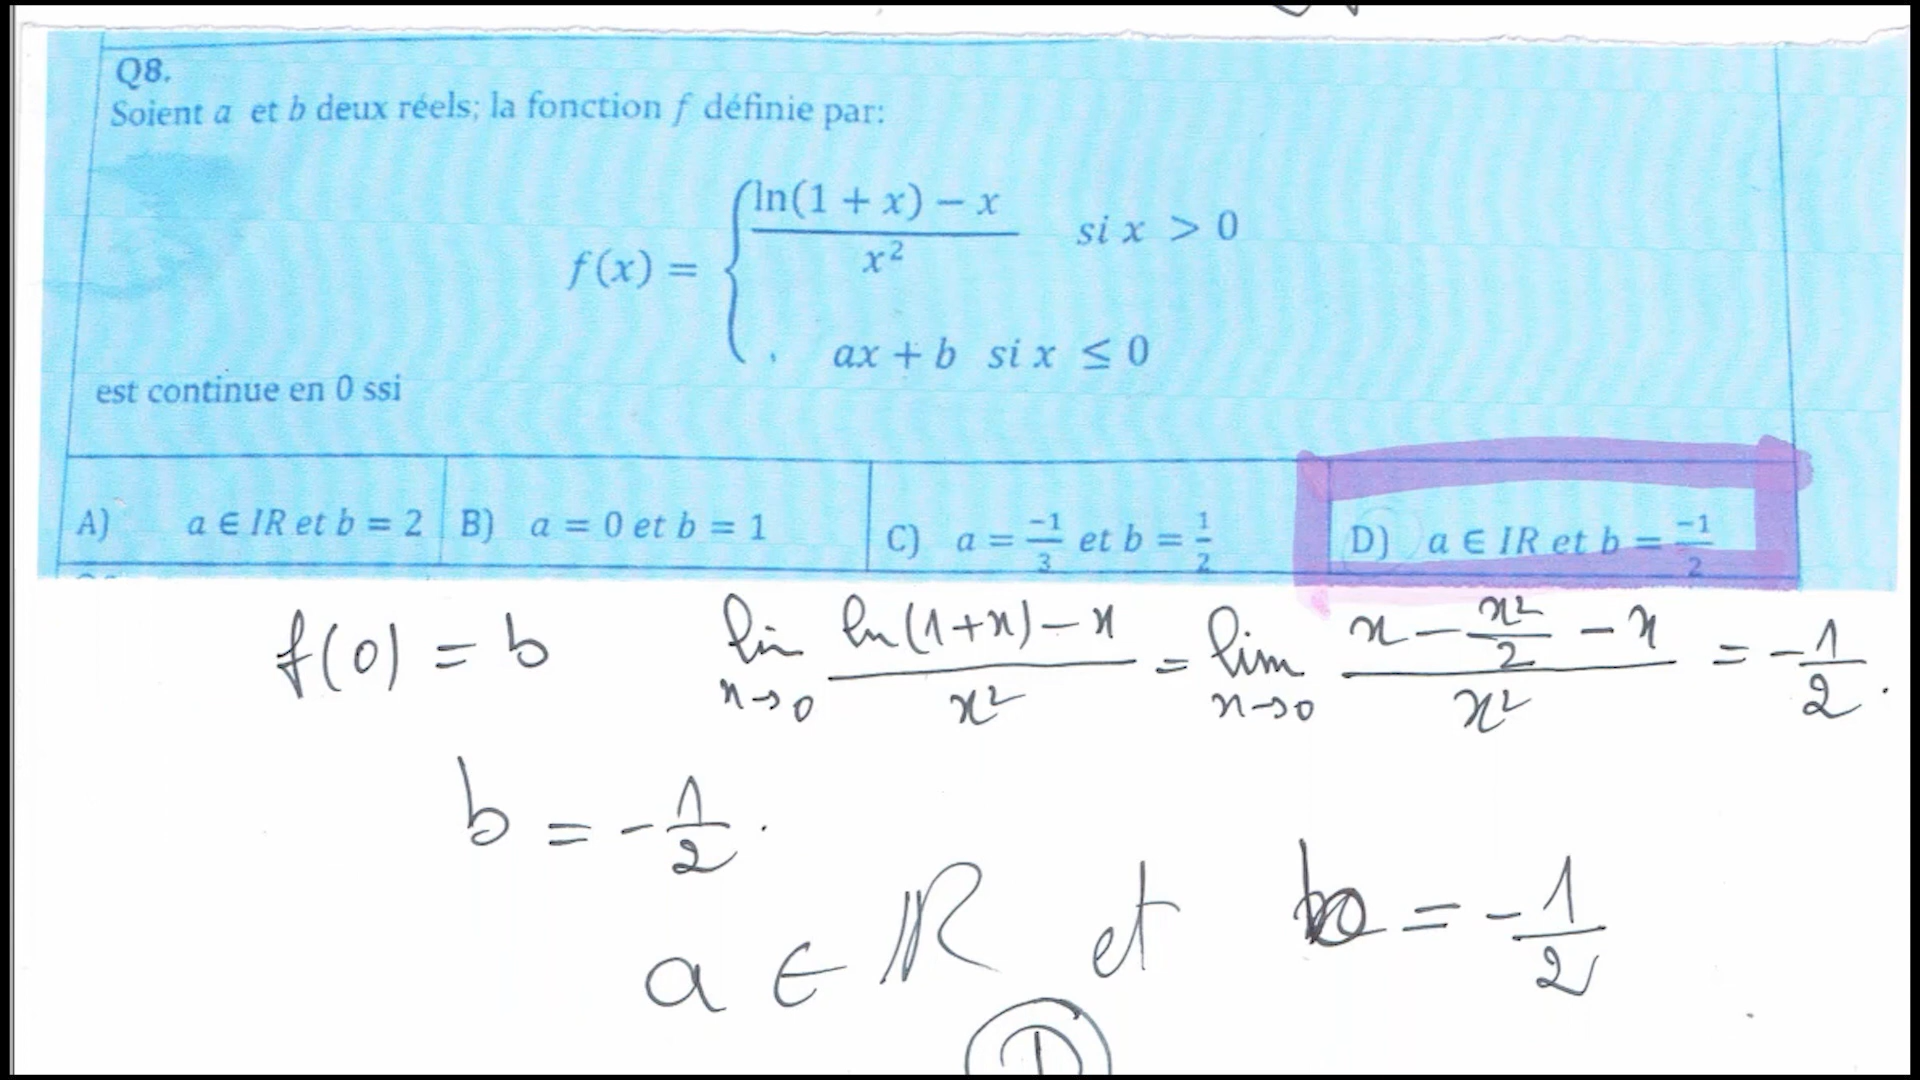 Q8.
Soient a et b deux réels; la fonction f définie par:
f(x) = { (ln(1 + x) − x)/x² si x > 0
ax + b si x ≤ 0
est continue en 0 ssi
A) a ∈ IR et b = 2 B) a = 0 et b = 1 C) a = −1/3 et b = 1/2 D) a ∈ IR et b = −1/2
f(0) = b lim x→0 (ln(1+x) − x)/x² = lim x→0 (x − x²/2 − x)/x² = −1/2.
b = −1/2.
a ∈ ℝ et b = −1/2
D